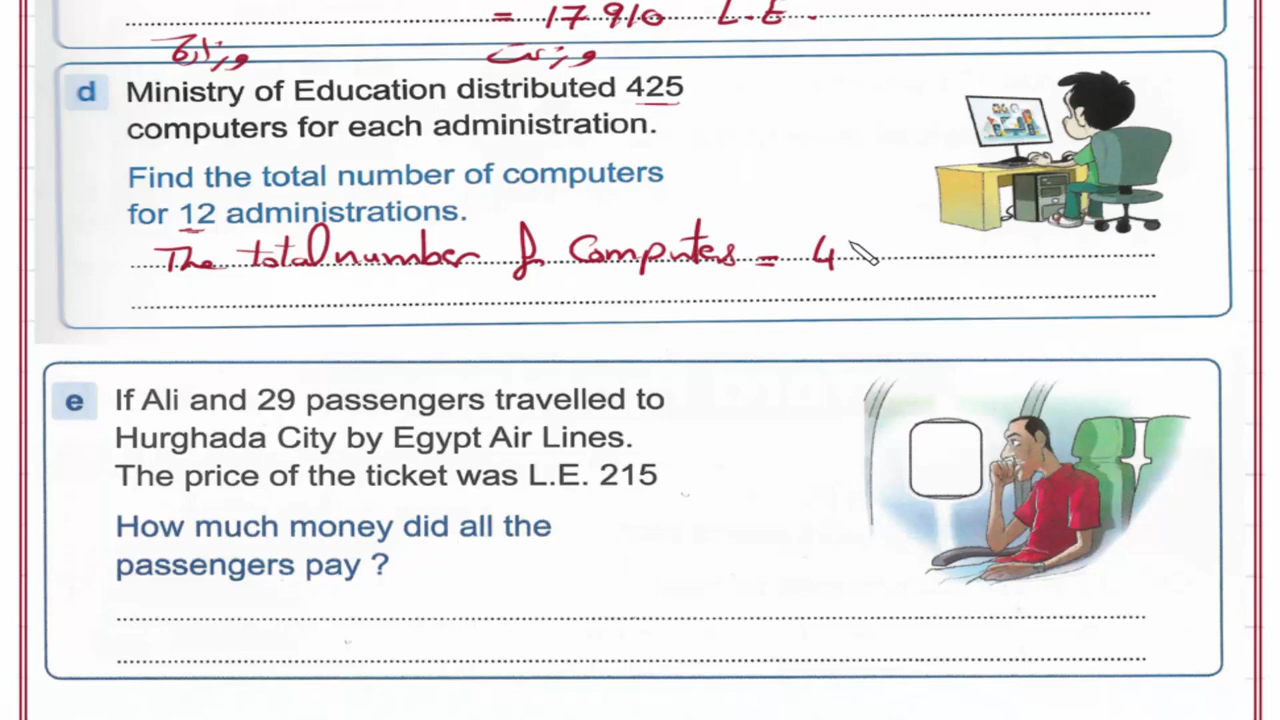 = 17 910 L.E.
وزارة وزعت
d Ministry of Education distributed 425
computers for each administration.
Find the total number of computers
for 12 administrations.
The total number of Computers = 4
e If Ali and 29 passengers travelled to
Hurghada City by Egypt Air Lines.
The price of the ticket was L.E. 215
How much money did all the
passengers pay ?